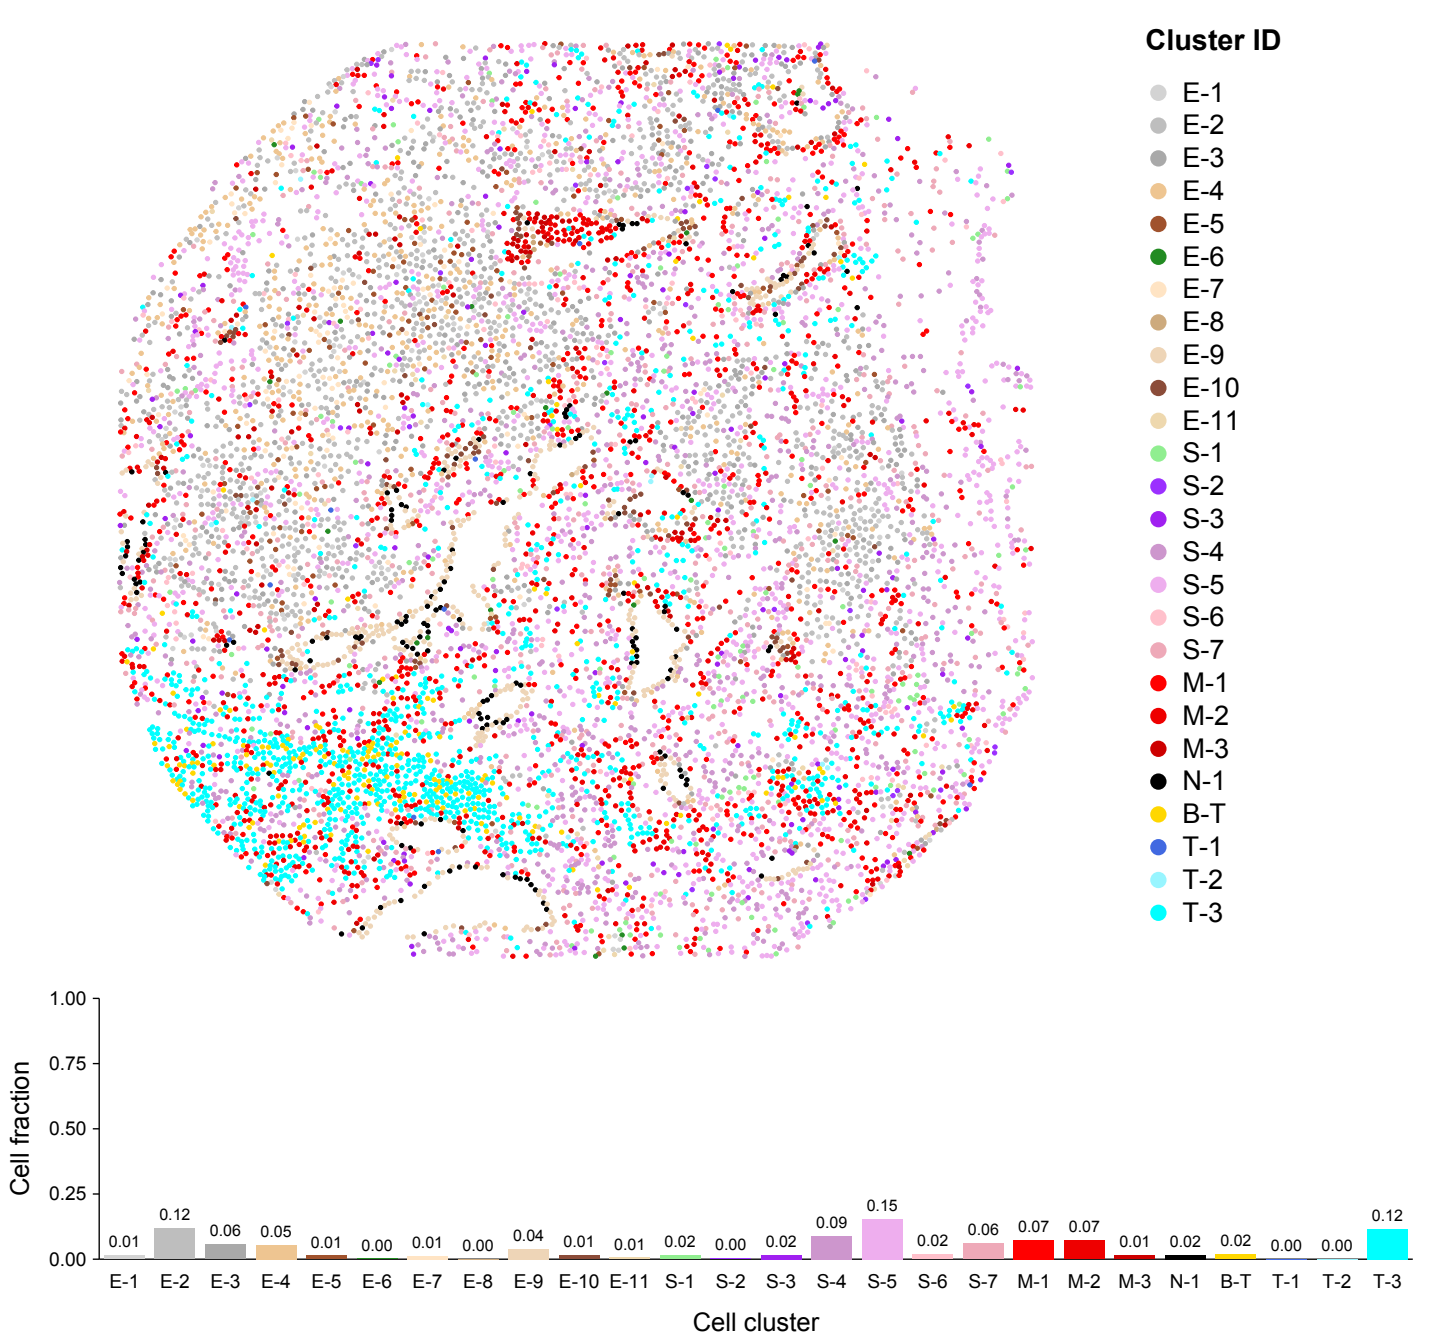 Cluster ID
E-1
E-2
E-3
E-4
E-5
E-6
E-7
E-8
E-9
E-10
E-11
S-1
S-2
S-3
S-4
S-5
S-6
S-7
M-1
M-2
M-3
N-1
B-T
T-1
T-2
T-3
1.00
0.75
0.50
0.25
0.00
Cell fraction
0.01 0.12 0.06 0.05 0.01 0.00 0.01 0.00 0.04 0.01 0.01 0.02 0.00 0.02 0.09 0.15 0.02 0.06 0.07 0.07 0.01 0.02 0.02 0.00 0.00 0.12
E-1 E-2 E-3 E-4 E-5 E-6 E-7 E-8 E-9 E-10 E-11 S-1 S-2 S-3 S-4 S-5 S-6 S-7 M-1 M-2 M-3 N-1 B-T T-1 T-2 T-3
Cell cluster